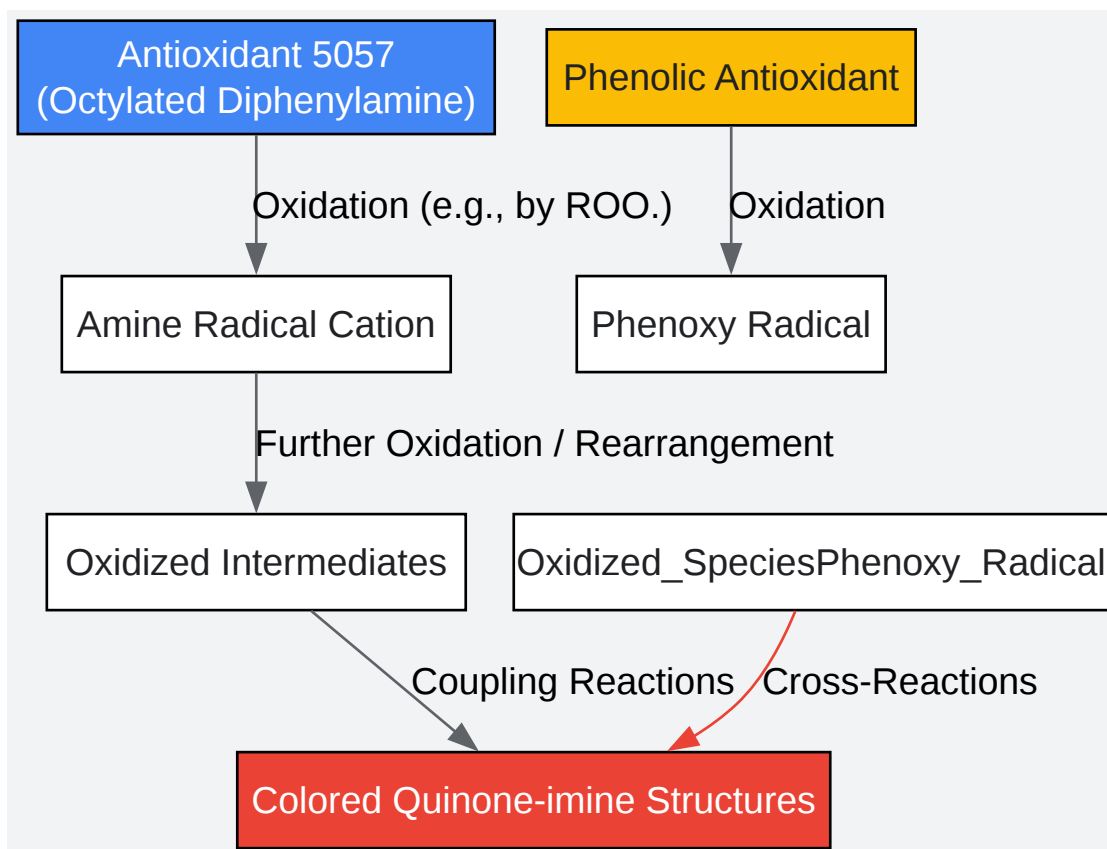 Antioxidant 5057
(Octylated Diphenylamine)
Phenolic Antioxidant
Oxidation (e.g., by ROO.)
Oxidation
Amine Radical Cation
Phenoxy Radical
Further Oxidation / Rearrangement
Oxidized Intermediates
Oxidized_SpeciesPhenoxy_Radical
Coupling Reactions
Cross-Reactions
Colored Quinone-imine Structures